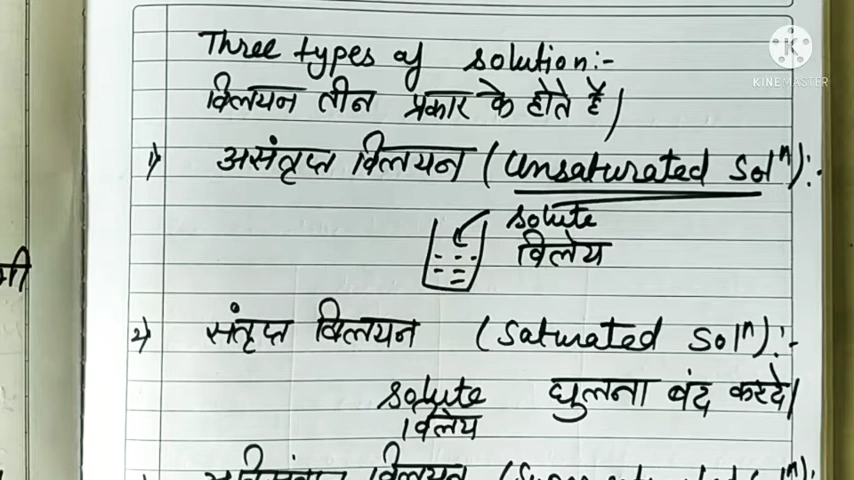 Three types of solution:-
KINEMASTER
विलयन तीन प्रकार के होते हैं।
1) असंतृप्त विलयन (Unsaturated Solⁿ):-
solute
विलेय
2) संतृप्त विलयन (Saturated Solⁿ):-
solute घुलना बंद करदे।
विलेय
विलयन